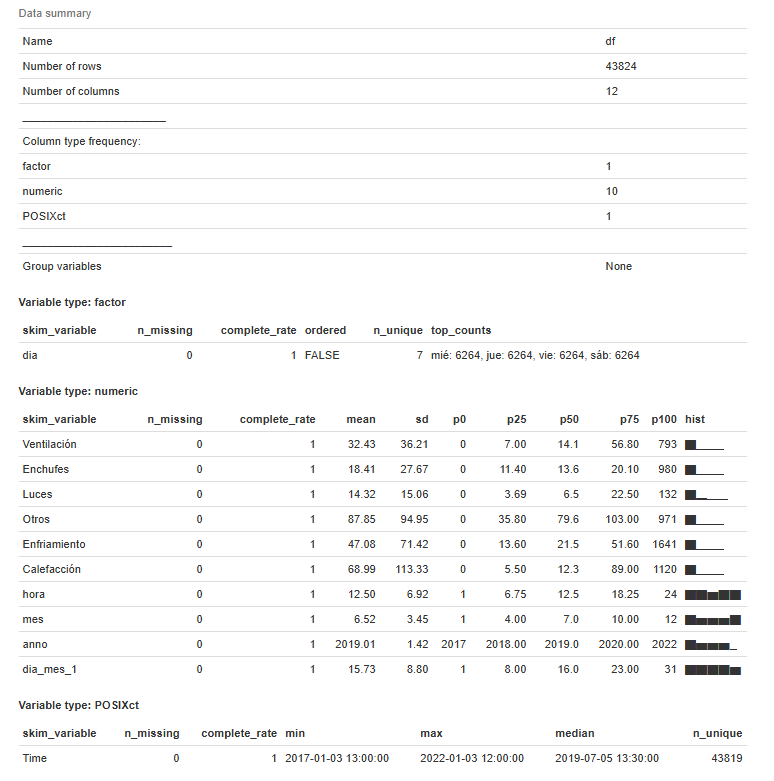 Data summary
Name df
Number of rows 43824
Number of columns 12
_______________________
Column type frequency:
factor 1
numeric 10
POSIXct 1
________________________
Group variables None
Variable type: factor
skim_variable n_missing complete_rate ordered n_unique top_counts
dia 0 1 FALSE 7 mié: 6264, jue: 6264, vie: 6264, sáb: 6264
Variable type: numeric
skim_variable n_missing complete_rate mean sd p0 p25 p50 p75 p100 hist
Ventilación 0 1 32.43 36.21 0 7.00 14.1 56.80 793 ▇▁▁▁▁
Enchufes 0 1 18.41 27.67 0 11.40 13.6 20.10 980 ▇▁▁▁▁
Luces 0 1 14.32 15.06 0 3.69 6.5 22.50 132 ▇▂▁▁▁
Otros 0 1 87.85 94.95 0 35.80 79.6 103.00 971 ▇▁▁▁▁
Enfriamiento 0 1 47.08 71.42 0 13.60 21.5 51.60 1641 ▇▁▁▁▁
Calefacción 0 1 68.99 113.33 0 5.50 12.3 89.00 1120 ▇▁▁▁▁
hora 0 1 12.50 6.92 1 6.75 12.5 18.25 24 ▇▇▆▇▇
mes 0 1 6.52 3.45 1 4.00 7.0 10.00 12 ▇▅▅▅▇
anno 0 1 2019.01 1.42 2017 2018.00 2019.0 2020.00 2022 ▇▅▅▅▁
dia_mes_1 0 1 15.73 8.80 1 8.00 16.0 23.00 31 ▇▇▇▇▆
Variable type: POSIXct
skim_variable n_missing complete_rate min max median n_unique
Time 0 1 2017-01-03 13:00:00 2022-01-03 12:00:00 2019-07-05 13:30:00 43819